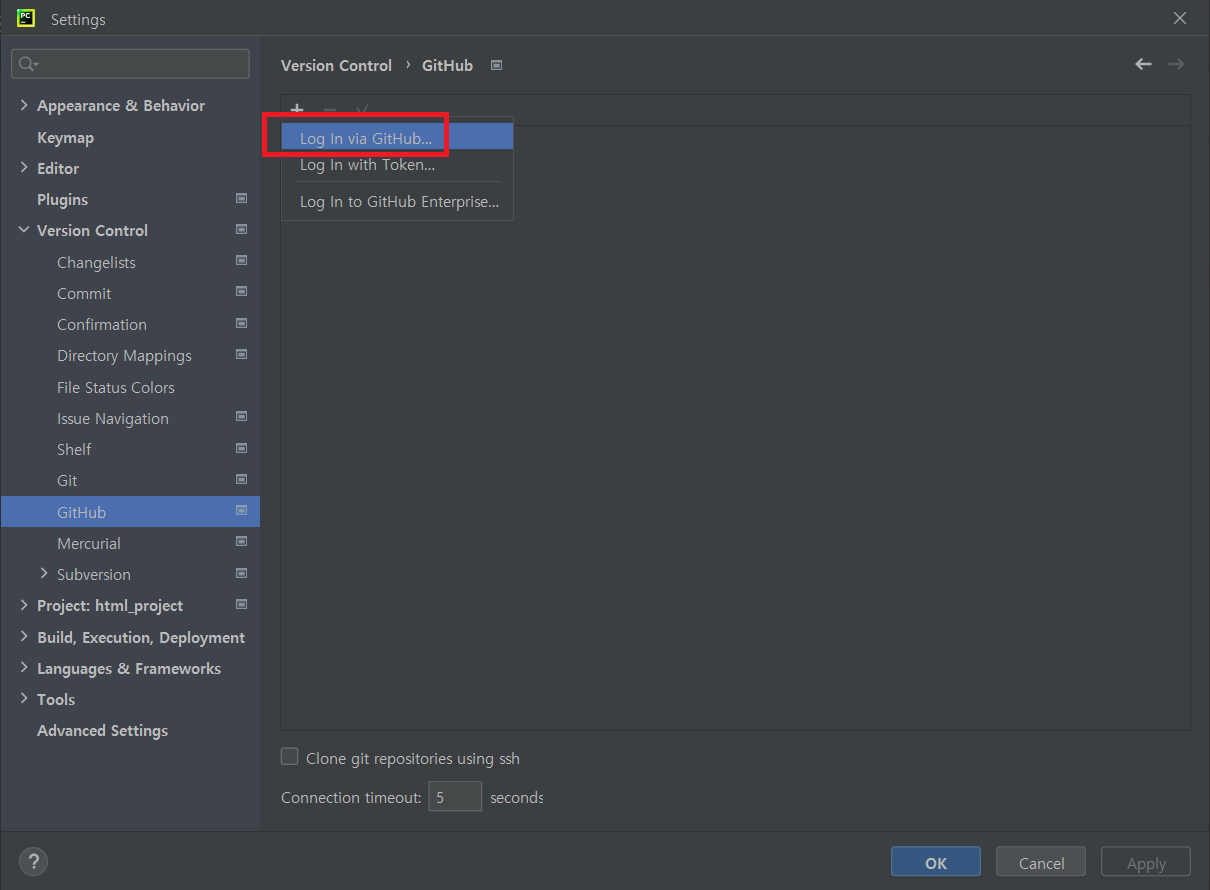 PC
Settings
Version Control › GitHub
Appearance & Behavior
Keymap
Editor
Plugins
Version Control
Changelists
Commit
Confirmation
Directory Mappings
File Status Colors
Issue Navigation
Shelf
Git
GitHub
Mercurial
Subversion
Project: html_project
Build, Execution, Deployment
Languages & Frameworks
Tools
Advanced Settings
Log In via GitHub...
Log In with Token...
Log In to GitHub Enterprise...
Clone git repositories using ssh
Connection timeout: 5 seconds
?
OK Cancel Apply